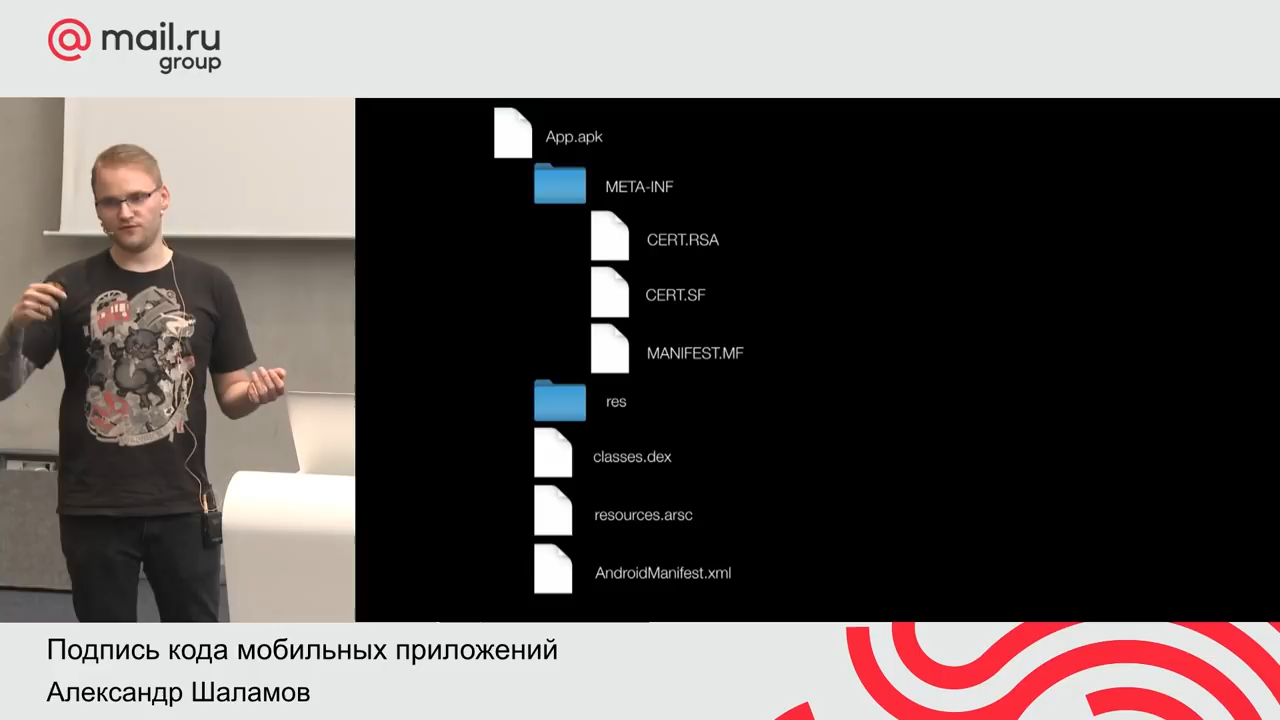 mail.ru
group
App.apk
META-INF
CERT.RSA
CERT.SF
MANIFEST.MF
res
classes.dex
resources.arsc
AndroidManifest.xml
Подпись кода мобильных приложений
Александр Шаламов